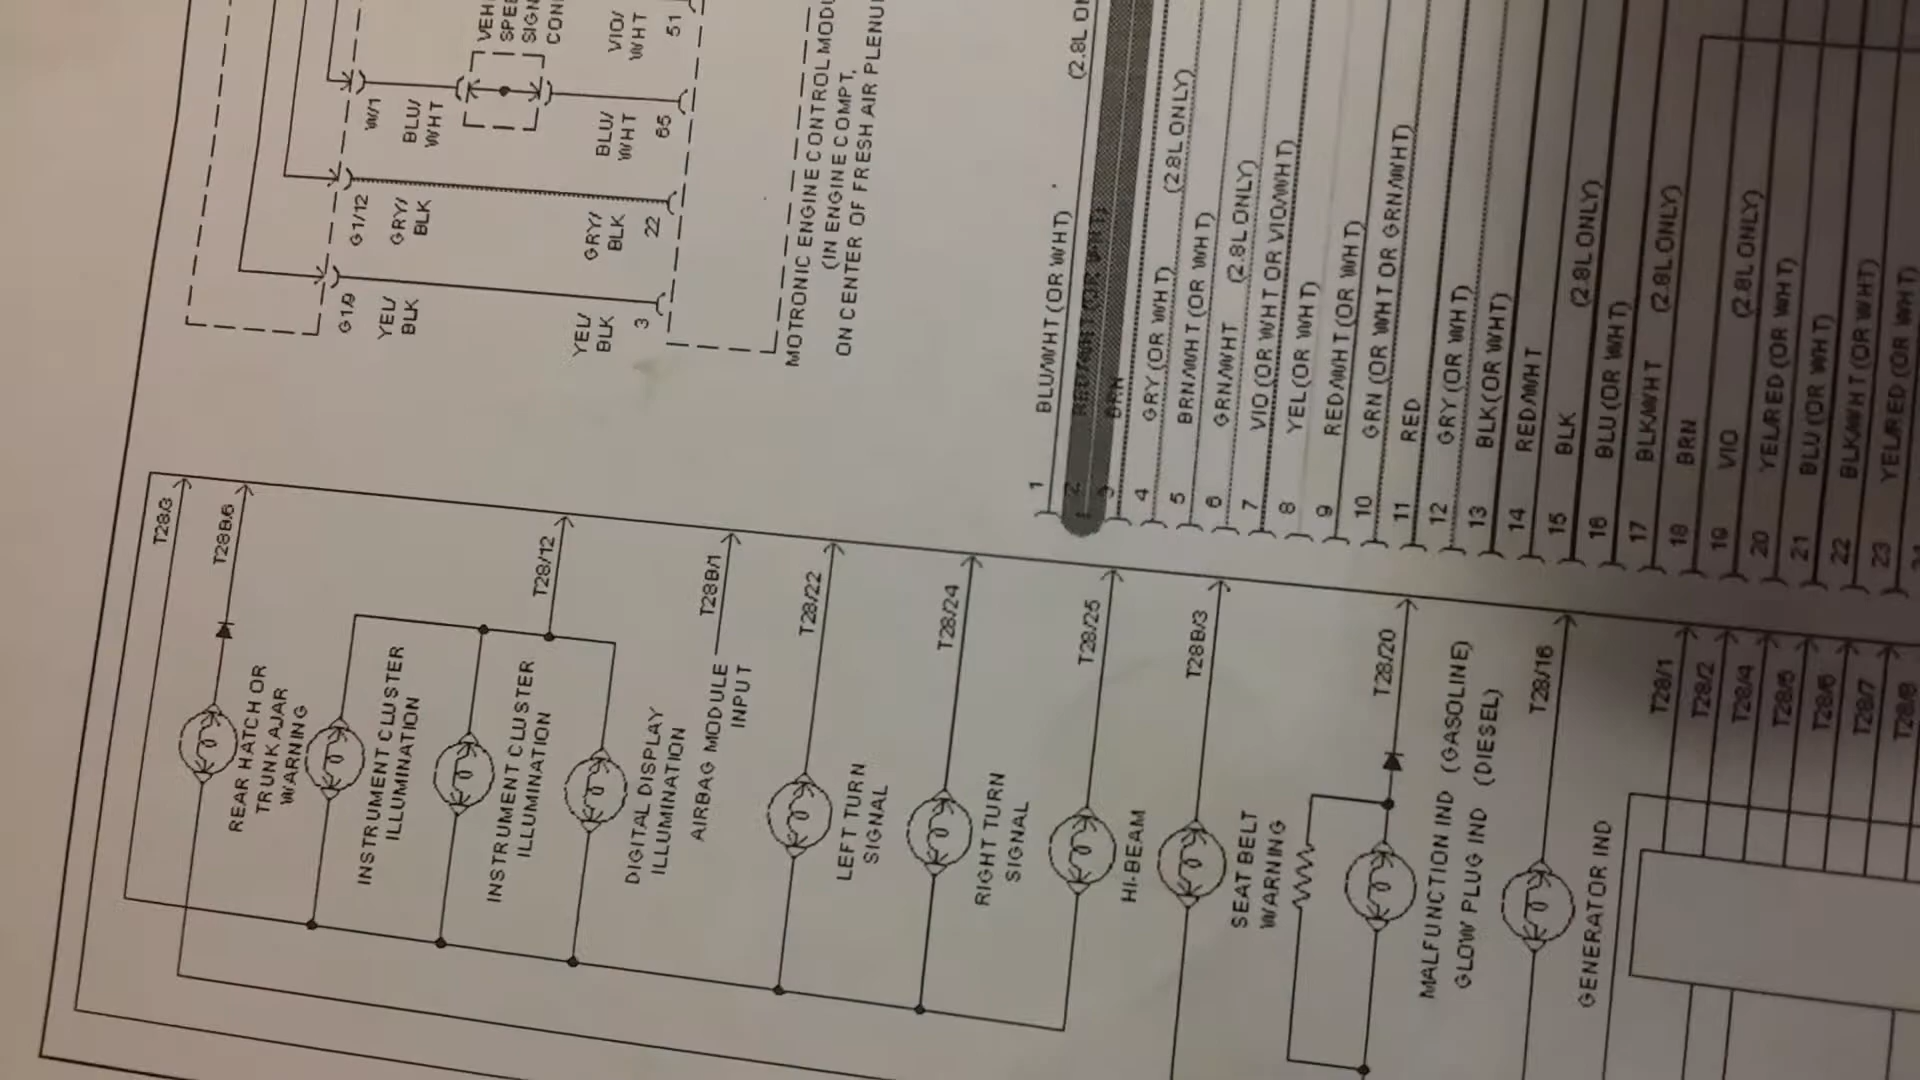 VEH
SPE
SIGN
CON
W/1
BLU/
WHT
BLU/
WHT
65
VIO/
WHT
51
G1/12
GRY/
BLK
GRY/
BLK
22
G1/9
YEL/
BLK
YEL/
BLK
3
MOTRONIC ENGINE CONTROL MODU
(IN ENGINE COMPT,
ON CENTER OF FRESH AIR PLENU
T28/3
T28B/6
T28/12
T28B/1
T28/22
T28/24
T28/25
T28B/3
T28/20
T28/16
T28/1
T28/2
T28/4
T28/5
T28/6
T28/7
T28/8
REAR HATCH OR
TRUNK AJAR
WARNING
INSTRUMENT CLUSTER
ILLUMINATION
INSTRUMENT CLUSTER
ILLUMINATION
DIGITAL DISPLAY
ILLUMINATION
AIRBAG MODULE
INPUT
LEFT TURN
SIGNAL
RIGHT TURN
SIGNAL
HI-BEAM
SEAT BELT
WARNING
MALFUNCTION IND (GASOLINE)
GLOW PLUG IND (DIESEL)
GENERATOR IND
1 BLU/WHT (OR WHT) (2.8L ON
2 RED/WHT (OR WHT)
3 BRN
4 GRY (OR WHT) (2.8L ONLY)
5 BRN/WHT (OR WHT)
6 GRN/WHT (2.8L ONLY)
7 VIO (OR WHT OR VIO/WHT)
8 YEL (OR WHT)
9 RED/WHT (OR WHT)
10 GRN (OR WHT OR GRN/WHT)
11 RED
12 GRY (OR WHT)
13 BLK (OR WHT)
14 RED/WHT
15 BLK (2.8L ONLY)
16 BLU (OR WHT)
17 BLK/WHT (2.8L ONLY)
18 BRN
19 VIO (2.8L ONLY)
20 YEL/RED (OR WHT)
21 BLU (OR WHT)
22 BLK/WHT (OR WHT)
23 YEL/RED (OR WHT)